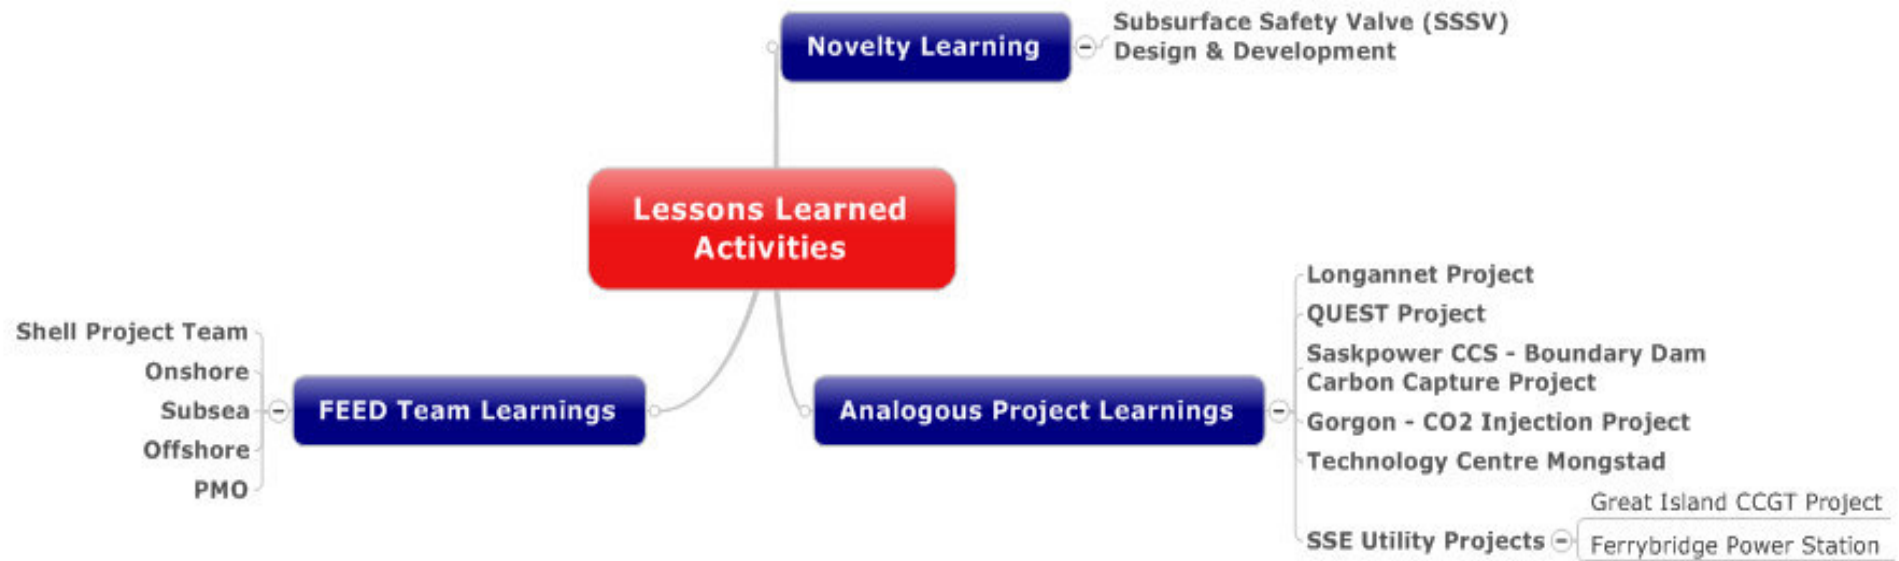 Novelty Learning
Subsurface Safety Valve (SSSV)
Design & Development
Lessons Learned
Activities
Shell Project Team
Onshore
Subsea
Offshore
PMO
FEED Team Learnings
Analogous Project Learnings
Longannet Project
QUEST Project
Saskpower CCS - Boundary Dam
Carbon Capture Project
Gorgon - CO2 Injection Project
Technology Centre Mongstad
SSE Utility Projects
Great Island CCGT Project
Ferrybridge Power Station